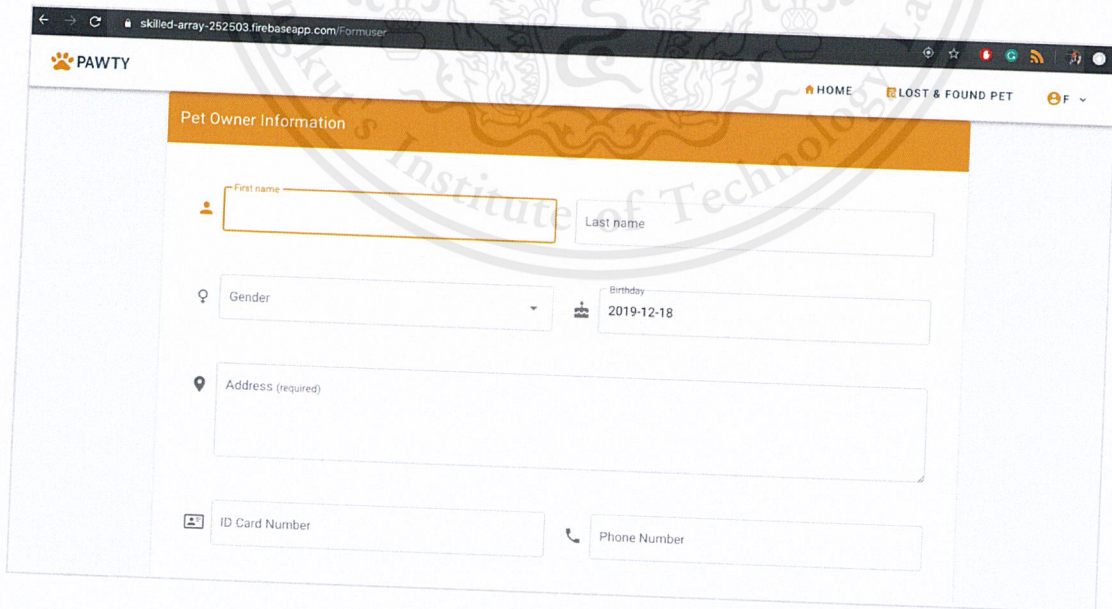 skilled-array-252503.firebaseapp.com/Formuser
PAWTY
HOME
LOST & FOUND PET
F
Pet Owner Information
First name
Last name
Gender
Birthday
2019-12-18
Address (required)
ID Card Number
Phone Number
Institute of Technology